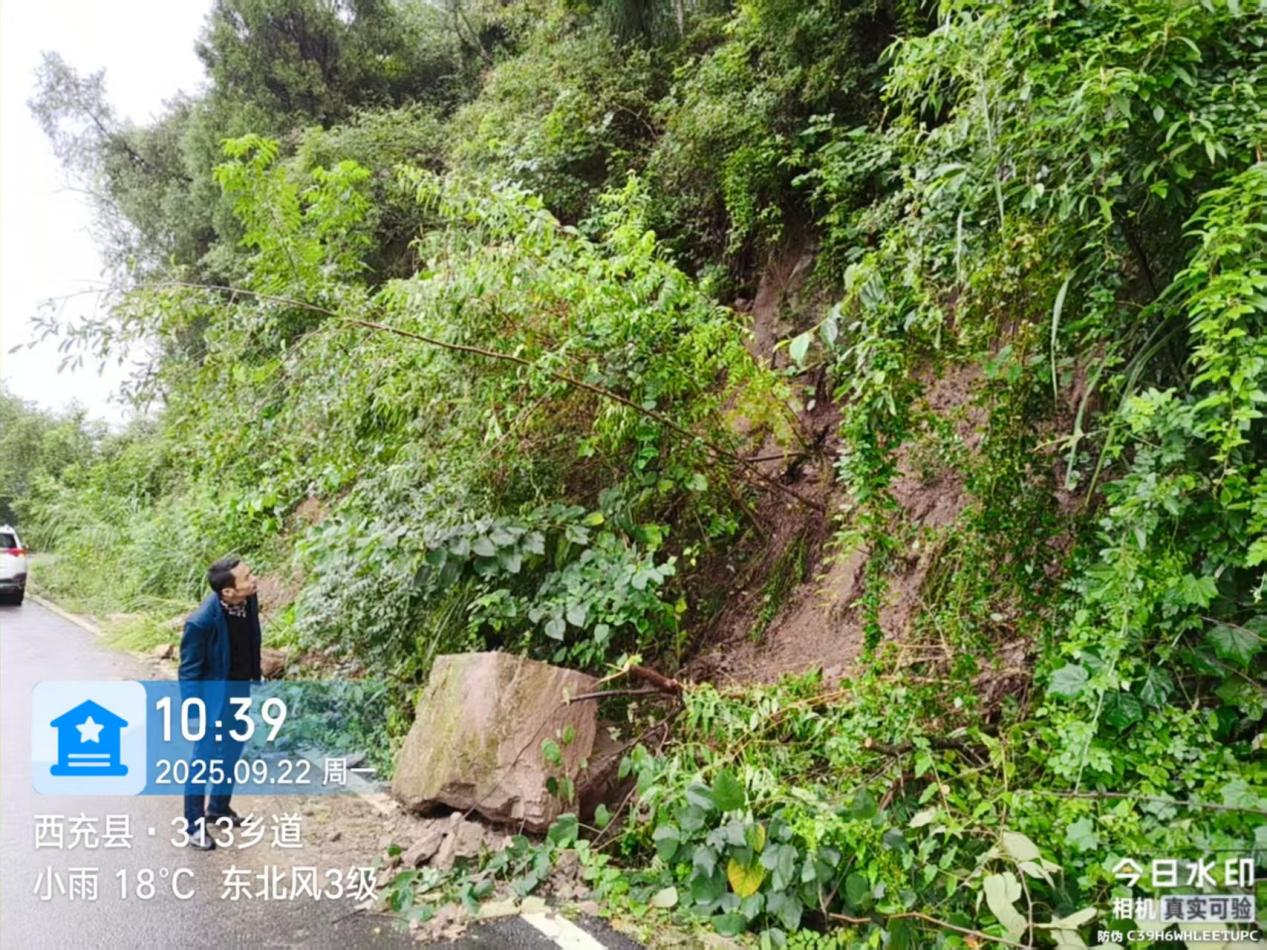 10:39
2025.09.22 周一
西充县·313乡道
小雨 18℃ 东北风3级
今日水印
相机 真实可验
防伪 C39H6WHLEETUPC